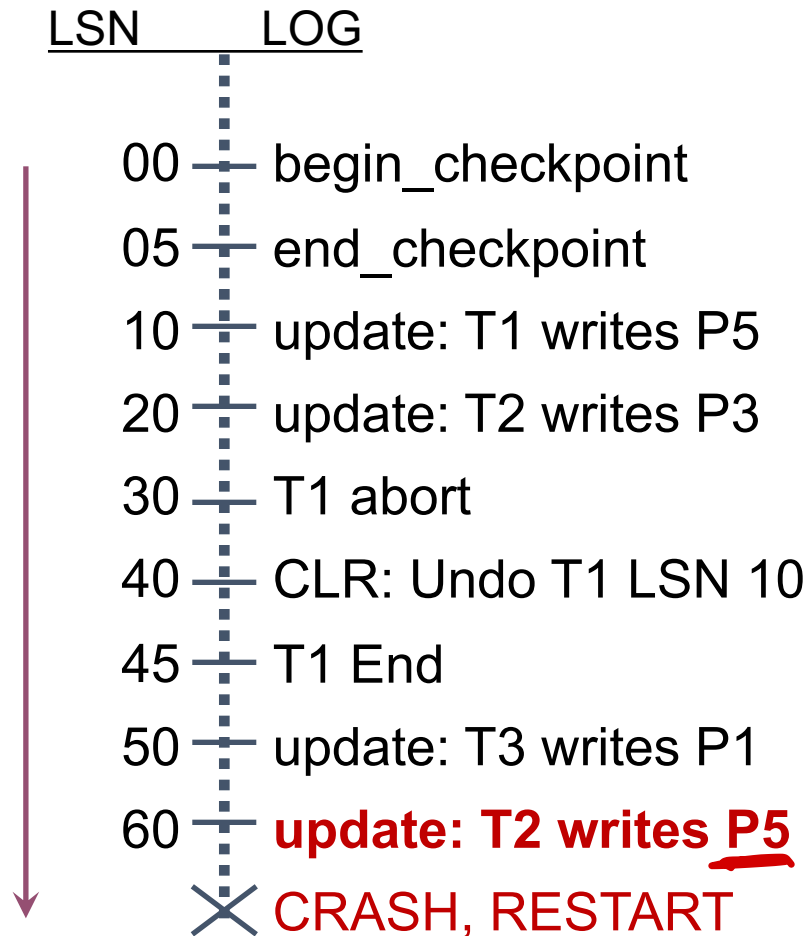 LSN LOG
00 begin_checkpoint
05 end_checkpoint
10 update: T1 writes P5
20 update: T2 writes P3
30 T1 abort
40 CLR: Undo T1 LSN 10
45 T1 End
50 update: T3 writes P1
60 update: T2 writes P5
CRASH, RESTART